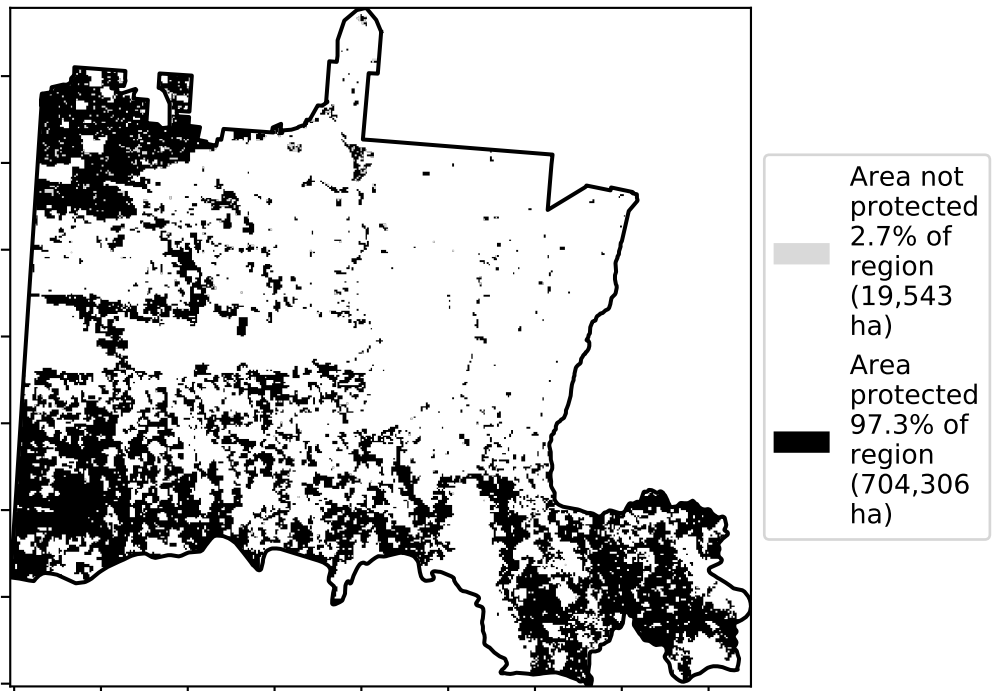 Area not
protected
2.7% of
region
(19,543
ha)
Area
protected
97.3% of
region
(704,306
ha)